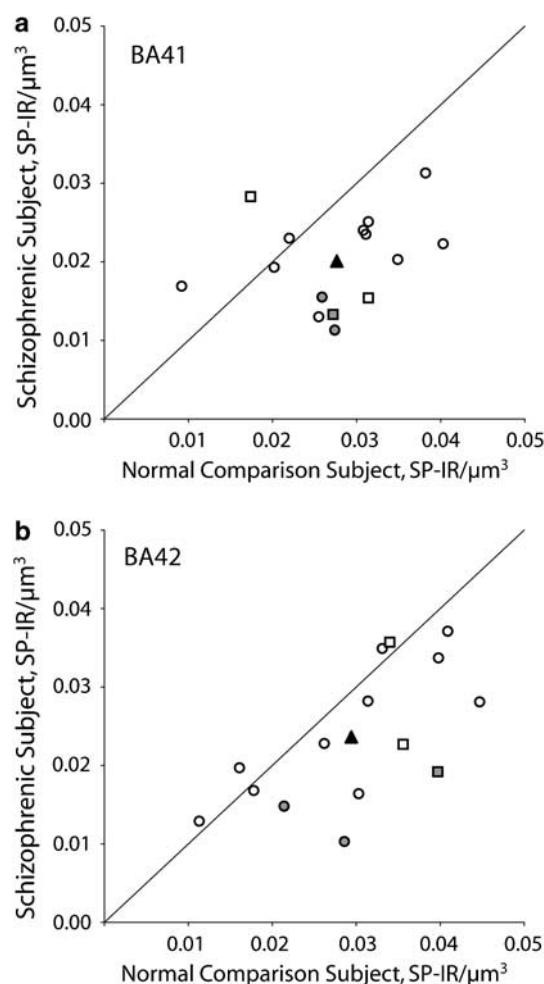 a
0.05
BA41
0.04
0.03
0.02
0.01
0.00
Schizophrenic Subject, SP-IR/µm³
0.01 0.02 0.03 0.04 0.05
Normal Comparison Subject, SP-IR/µm³
b
0.05
BA42
0.04
0.03
0.02
0.01
0.00
Schizophrenic Subject, SP-IR/µm³
0.01 0.02 0.03 0.04 0.05
Normal Comparison Subject, SP-IR/µm³